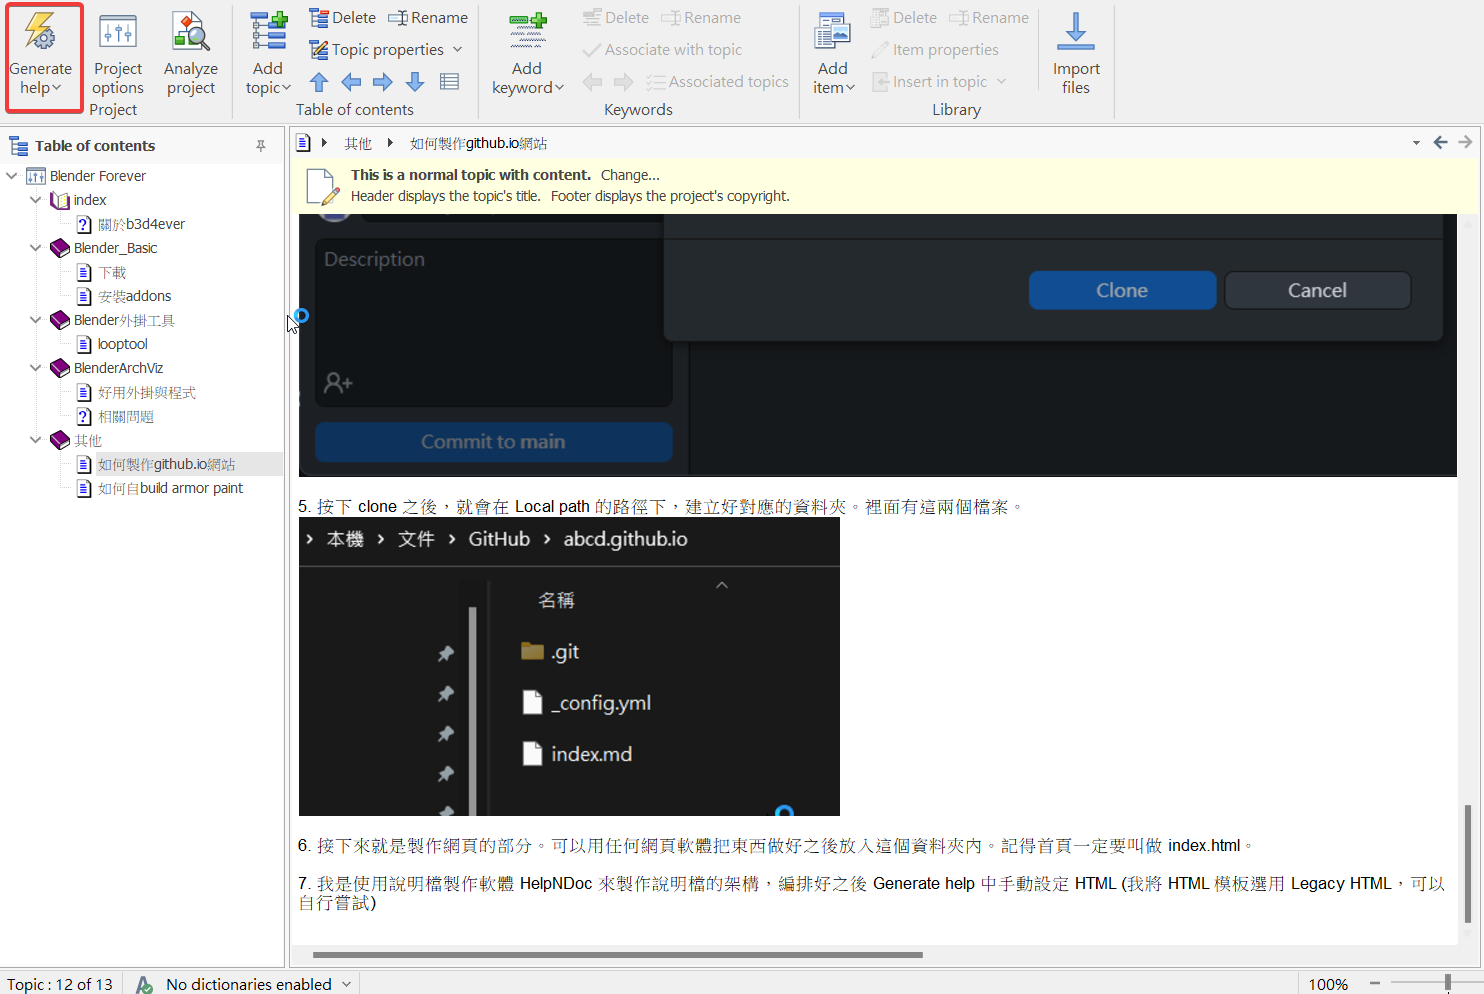 Generate help
Project options
Analyze project
Project
Add topic
Delete
Rename
Topic properties
Table of contents
Add keyword
Delete
Rename
Associate with topic
Associated topics
Keywords
Add item
Delete
Rename
Item properties
Insert in topic
Library
Import files
Table of contents
Blender Forever
index
關於b3d4ever
Blender_Basic
下載
安裝addons
Blender外掛工具
looptool
BlenderArchViz
好用外掛與程式
相關問題
其他
如何製作github.io網站
如何自build armor paint
其他
如何製作github.io網站
This is a normal topic with content. Change...
Header displays the topic's title. Footer displays the project's copyright.
Description
Clone
Cancel
Commit to main
5. 按下 clone 之後，就會在 Local path 的路徑下，建立好對應的資料夾。裡面有這兩個檔案。
本機 文件 GitHub abcd.github.io
名稱
.git
_config.yml
index.md
6. 接下來就是製作網頁的部分。可以用任何網頁軟體把東西做好之後放入這個資料夾內。記得首頁一定要叫做 index.html。
7. 我是使用說明檔製作軟體 HelpNDoc 來製作說明檔的架構，編排好之後 Generate help 中手動設定 HTML (我將 HTML 模板選用 Legacy HTML，可以
自行嘗試)
Topic : 12 of 13
No dictionaries enabled
100%